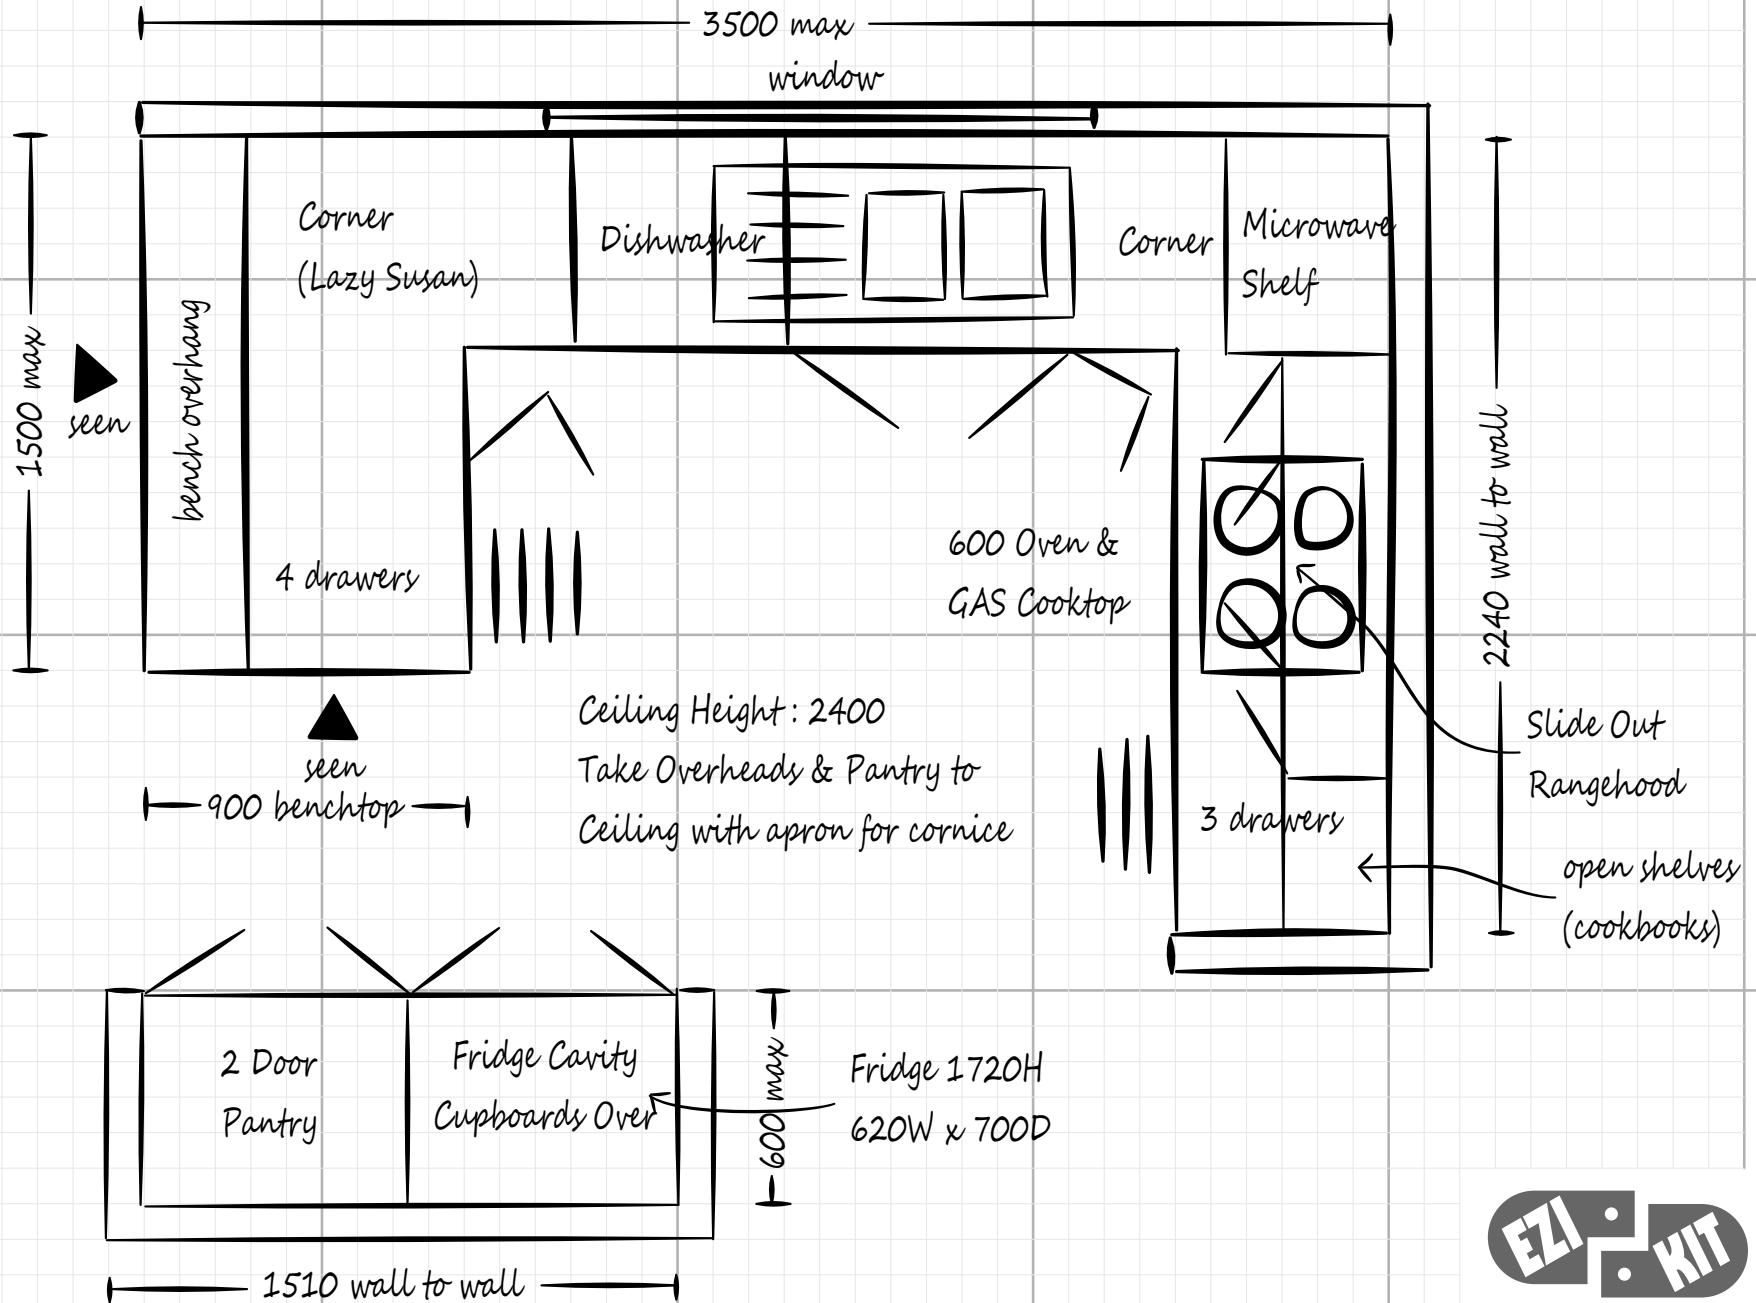 3500 max
window
1500 max
seen
bench overhang
Corner
(Lazy Susan)
Dishwasher
Corner
Microwave
Shelf
2240 wall to wall
4 drawers
600 Oven &
GAS Cooktop
seen
900 benchtop
Ceiling Height : 2400
Take Overheads & Pantry to
Ceiling with apron for cornice
3 drawers
Slide Out
Rangehood
open shelves
(cookbooks)
2 Door
Pantry
Fridge Cavity
Cupboards Over
600 max
Fridge 1720H
620W x 700D
1510 wall to wall
EZI
KIT